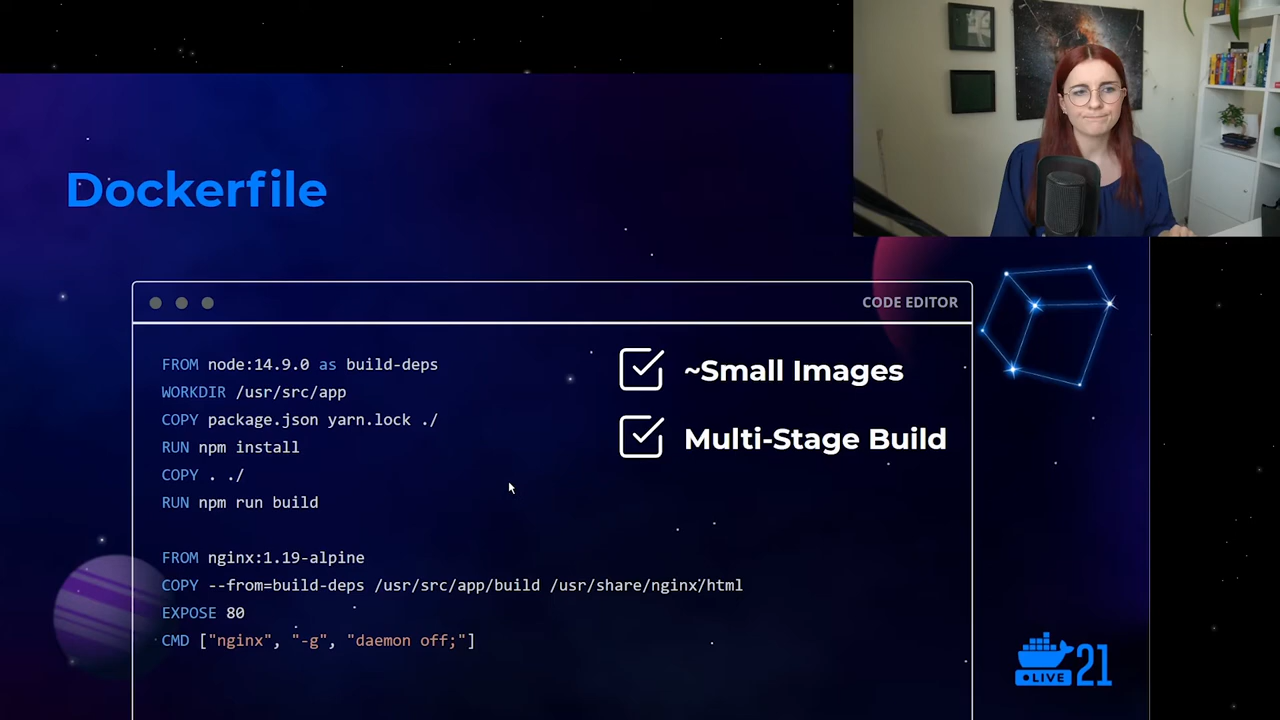 Dockerfile
CODE EDITOR
FROM node:14.9.0 as build-deps
WORKDIR /usr/src/app
COPY package.json yarn.lock ./
RUN npm install
COPY . ./
RUN npm run build
FROM nginx:1.19-alpine
COPY --from=build-deps /usr/src/app/build /usr/share/nginx/html
EXPOSE 80
CMD ["nginx", "-g", "daemon off;"]
~Small Images
Multi-Stage Build
LIVE 21